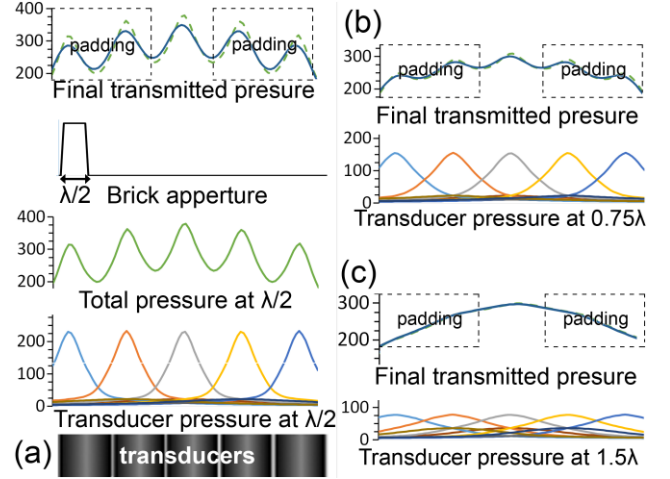 400
300
200
padding
padding
Final transmitted presure
λ/2
Brick apperture
400
300
200
Total pressure at λ/2
200
100
0
Transducer pressure at λ/2
(a)
transducers
(b)
300
200
padding
padding
Final transmitted presure
200
100
0
Transducer pressure at 0.75λ
(c)
300
200
padding
padding
Final transmitted presure
100
0
Transducer pressure at 1.5λ